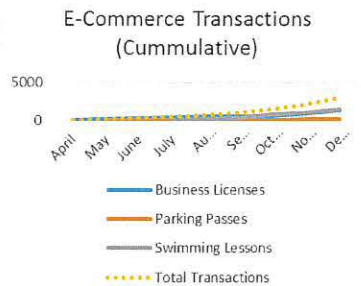 E-Commerce Transactions
(Cummulative)
5000
0
April
May
June
July
Au...
Se...
Oct...
No...
De...
Business Licenses
Parking Passes
Swimming Lessons
Total Transactions